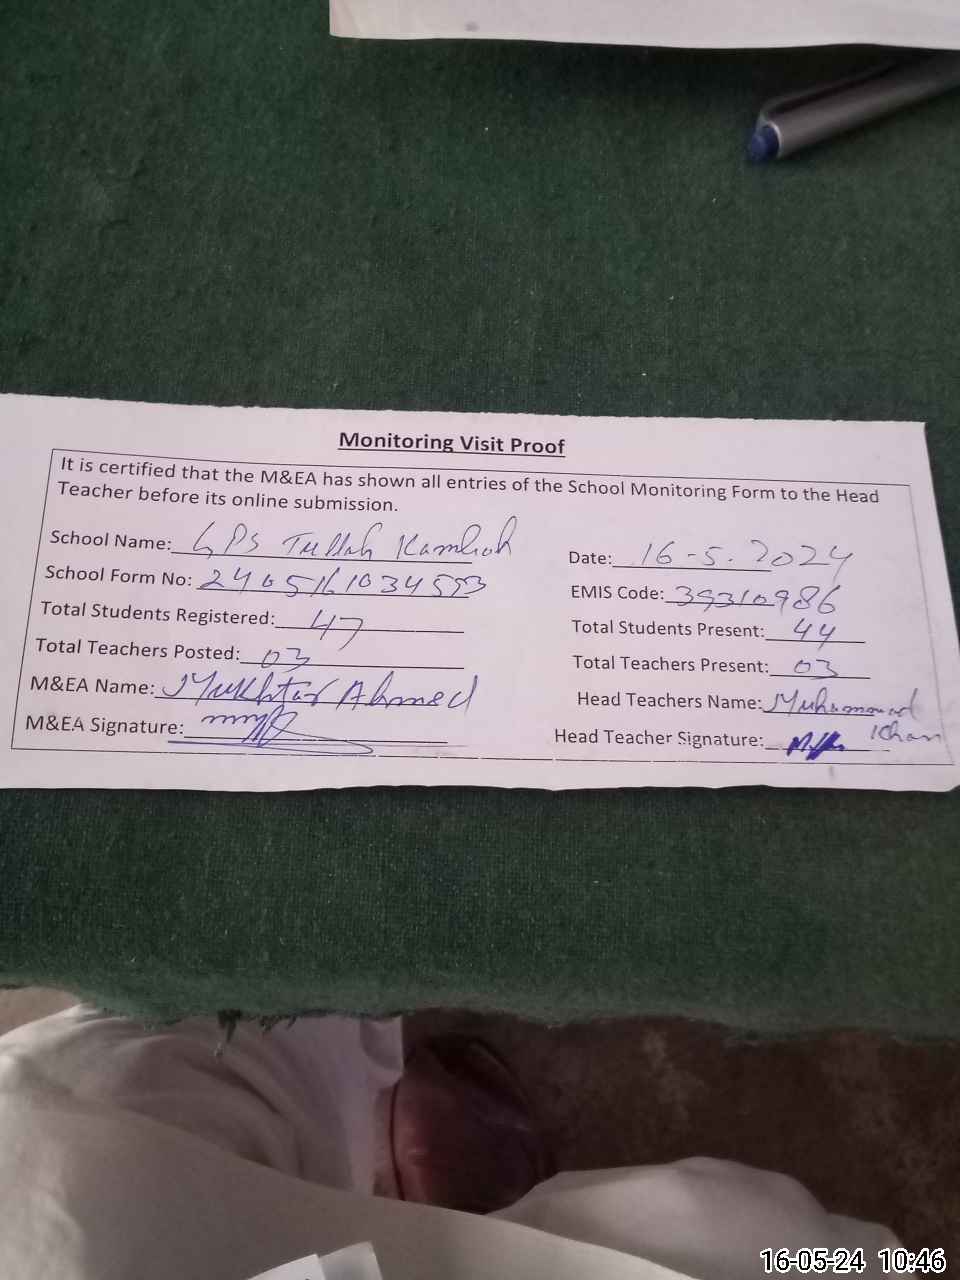 Monitoring Visit Proof
It is certified that the M&EA has shown all entries of the School Monitoring Form to the Head
Teacher before its online submission.
School Name: GPS Tullah Date: 16-5-2024
School Form No: EMIS Code: 39310986
Total Students Registered: 47 Total Students Present: 44
Total Teachers Posted: 03 Total Teachers Present: 03
M&EA Name: Mukhtar Ahmed Head Teachers Name: Muhammad
Khan
M&EA Signature: Head Teacher Signature:
16-05-24 10:46